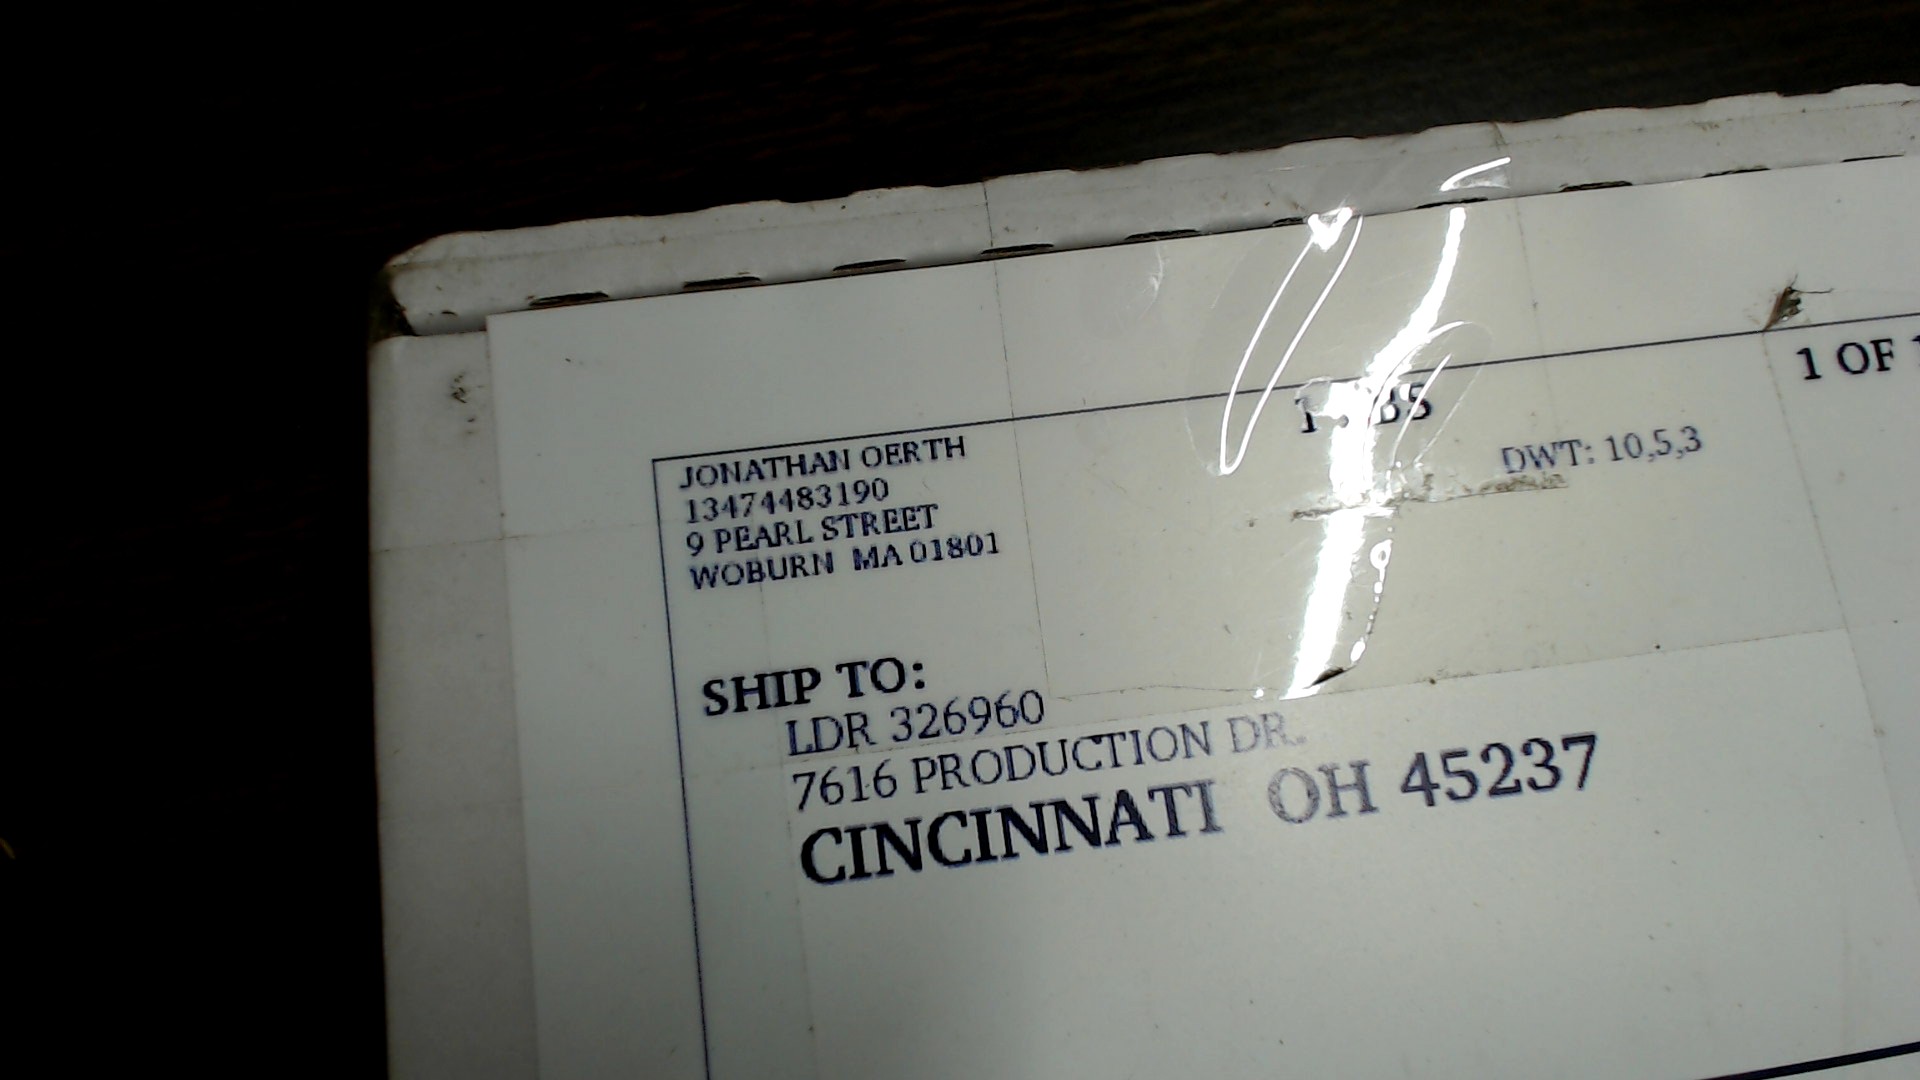 JONATHAN OERTH
13474483190
9 PEARL STREET
WOBURN MA 01801
DWT: 10,5,3
1 OF
SHIP TO:
LDR 326960
7616 PRODUCTION DR.
CINCINNATI OH 45237